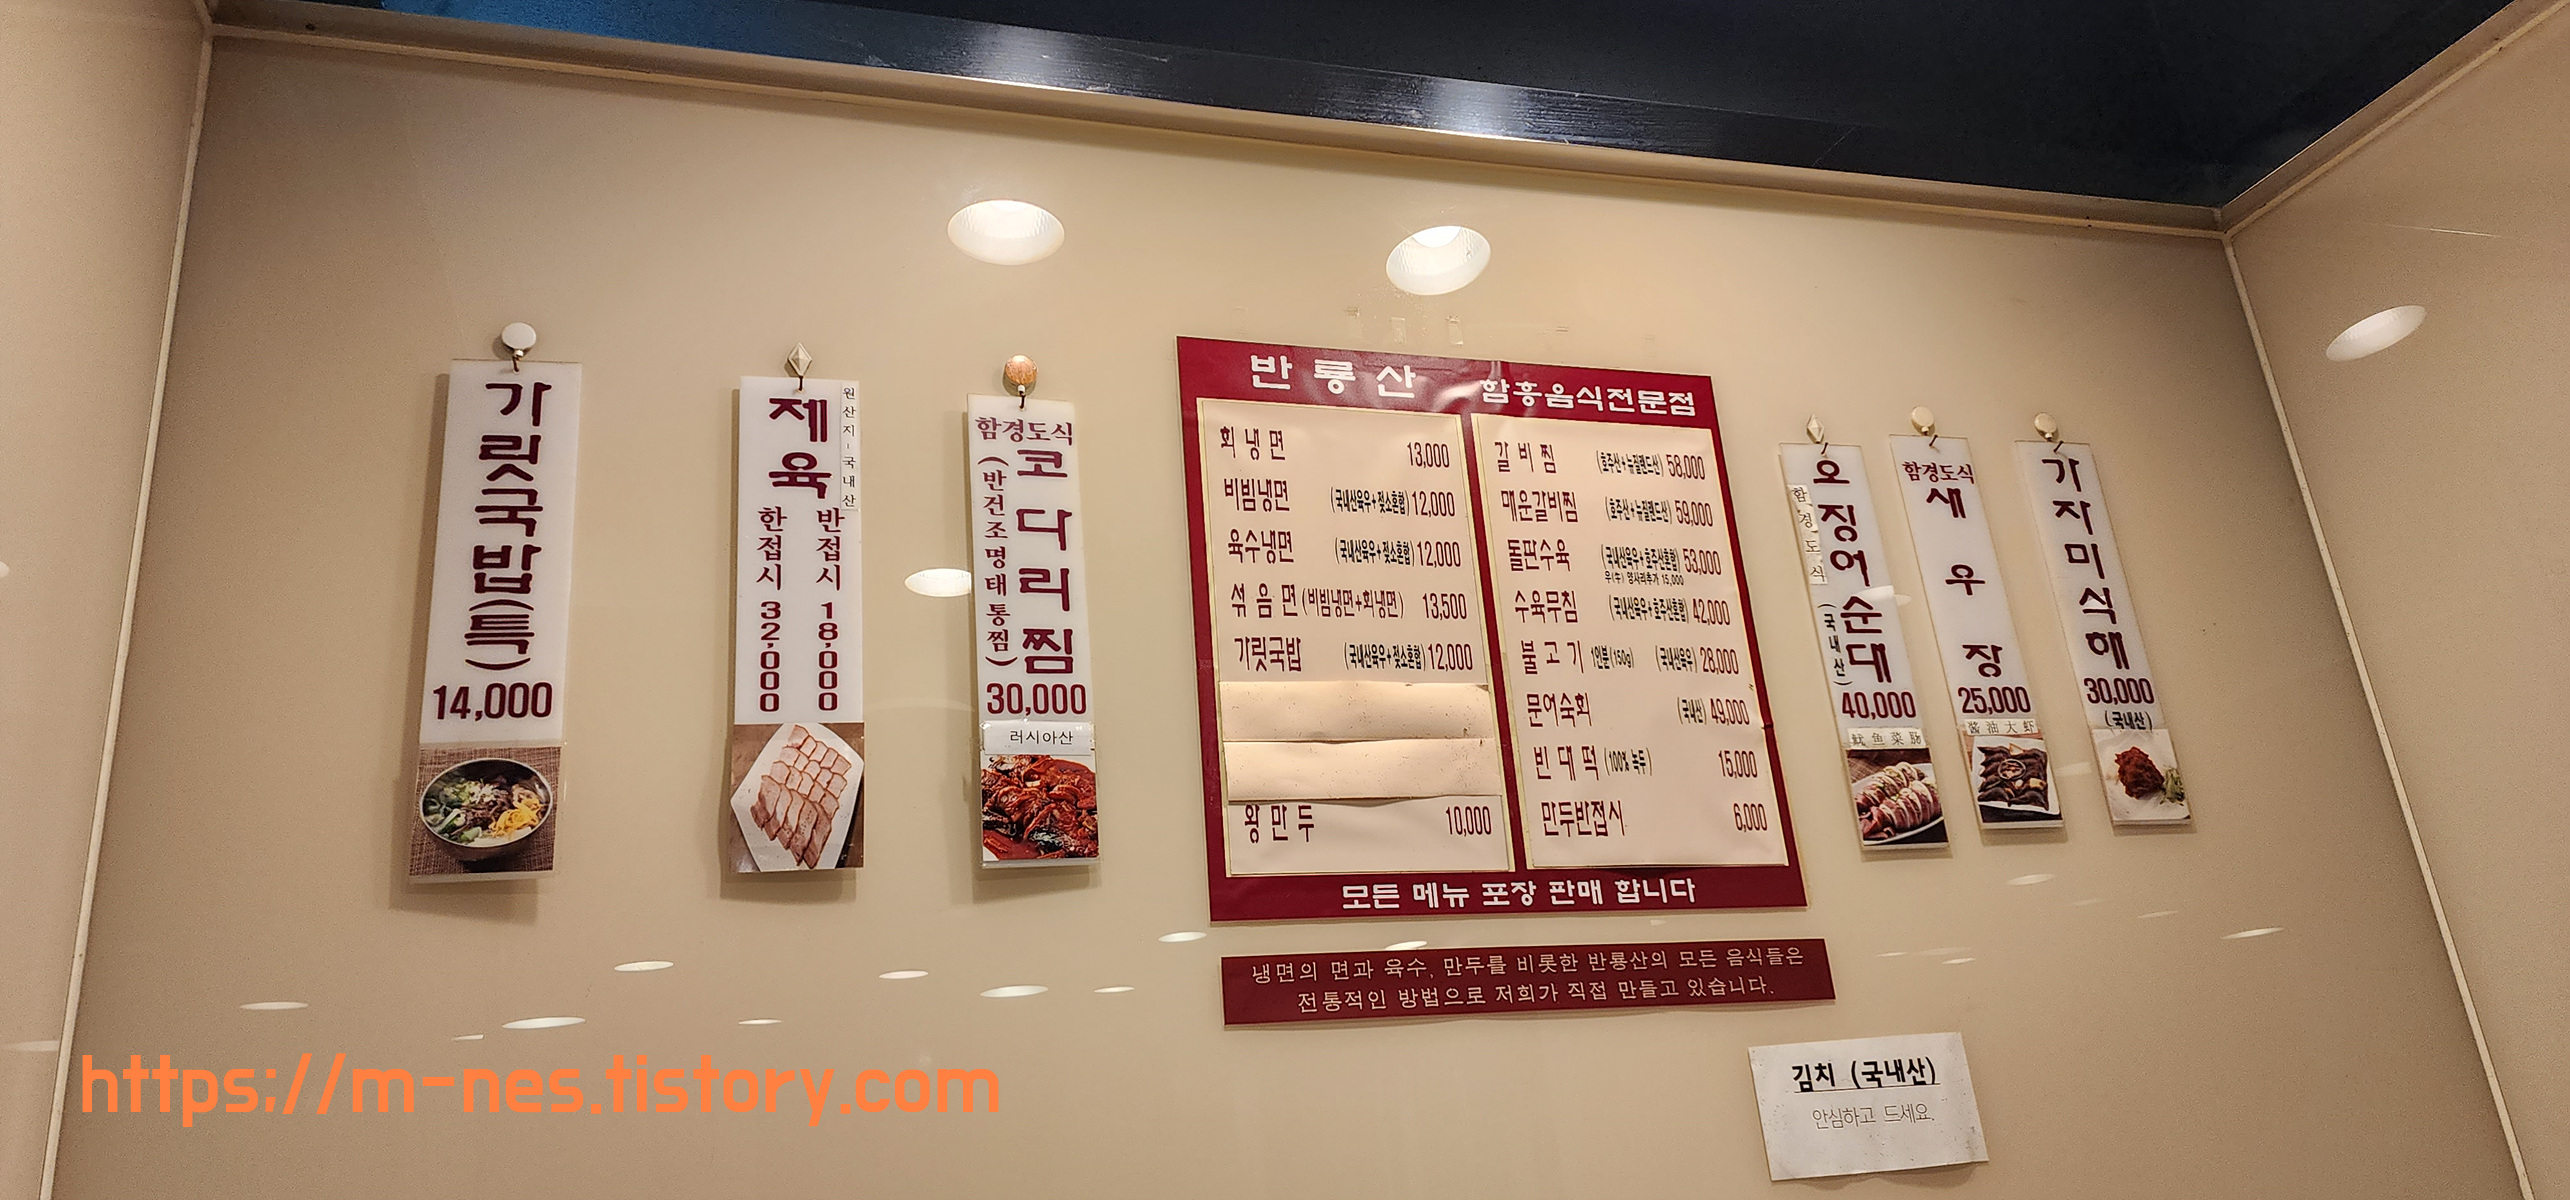 가릿국밥(특)
14,000
제육
원산지-국내산
반접시 18,000
한접시 32,000
함경도식
코다리찜
(반건조명태통찜)
30,000
러시아산
반룡산 함흥음식전문점
회냉면 13,000
비빔냉면 (국내산육우+젖소혼합) 12,000
육수냉면 (국내산육우+젖소혼합) 12,000
섞음면 (비빔냉면+회냉면) 13,500
가릿국밥 (국내산육우+젖소혼합) 12,000
왕만두 10,000
갈비찜 (호주산+뉴질랜드산) 58,000
매운갈비찜 (호주산+뉴질랜드산) 59,000
돌판수육 (국내산육우+호주산혼합) 53,000
우(牛) 양사리추가 15,000
수육무침 (국내산육우+호주산혼합) 42,000
불고기 1인분(150g) (국내산육우) 28,000
문어숙회 (국내산) 49,000
빈대떡 (100% 녹두) 15,000
만두반접시 6,000
모든 메뉴 포장 판매 합니다
함경도식
오징어순대
(국내산)
40,000
鱿鱼菜肠
함경도식
새우장
25,000
酱油大虾
가자미식해
30,000
(국내산)
냉면의 면과 육수, 만두를 비롯한 반룡산의 모든 음식들은
전통적인 방법으로 저희가 직접 만들고 있습니다.
김치 (국내산)
안심하고 드세요.
https://m-nes.tistory.com